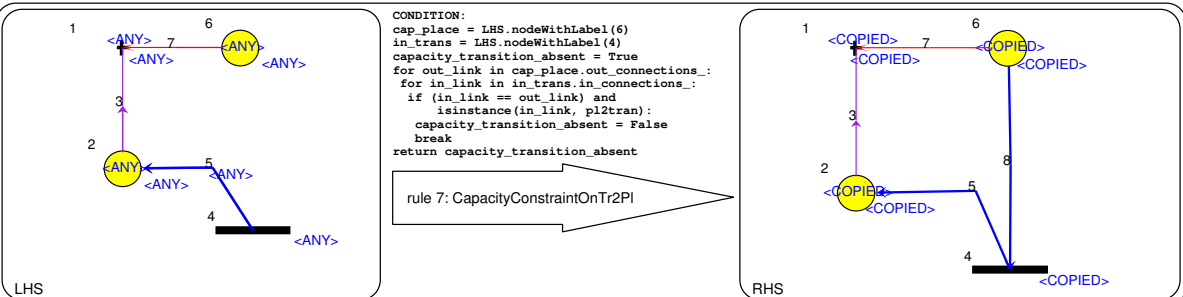 1
<ANY>
7
<ANY>
6
<ANY>
<ANY>
3
2
<ANY>
<ANY>
5
<ANY>
4
<ANY>
LHS
CONDITION:
cap_place = LHS.nodeWithLabel(6)
in_trans = LHS.nodeWithLabel(4)
capacity_transition_absent = True
for out_link in cap_place.out_connections_:
for in_link in in_trans.in_connections_:
if (in_link == out_link) and
isinstance(in_link, pl2tran):
capacity_transition_absent = False
break
return capacity_transition_absent
rule 7: CapacityConstraintOnTr2Pl
1
<COPIED>
7
<COPIED>
6
<COPIED>
<COPIED>
3
2
<COPIED>
<COPIED>
5
8
4
<COPIED>
RHS